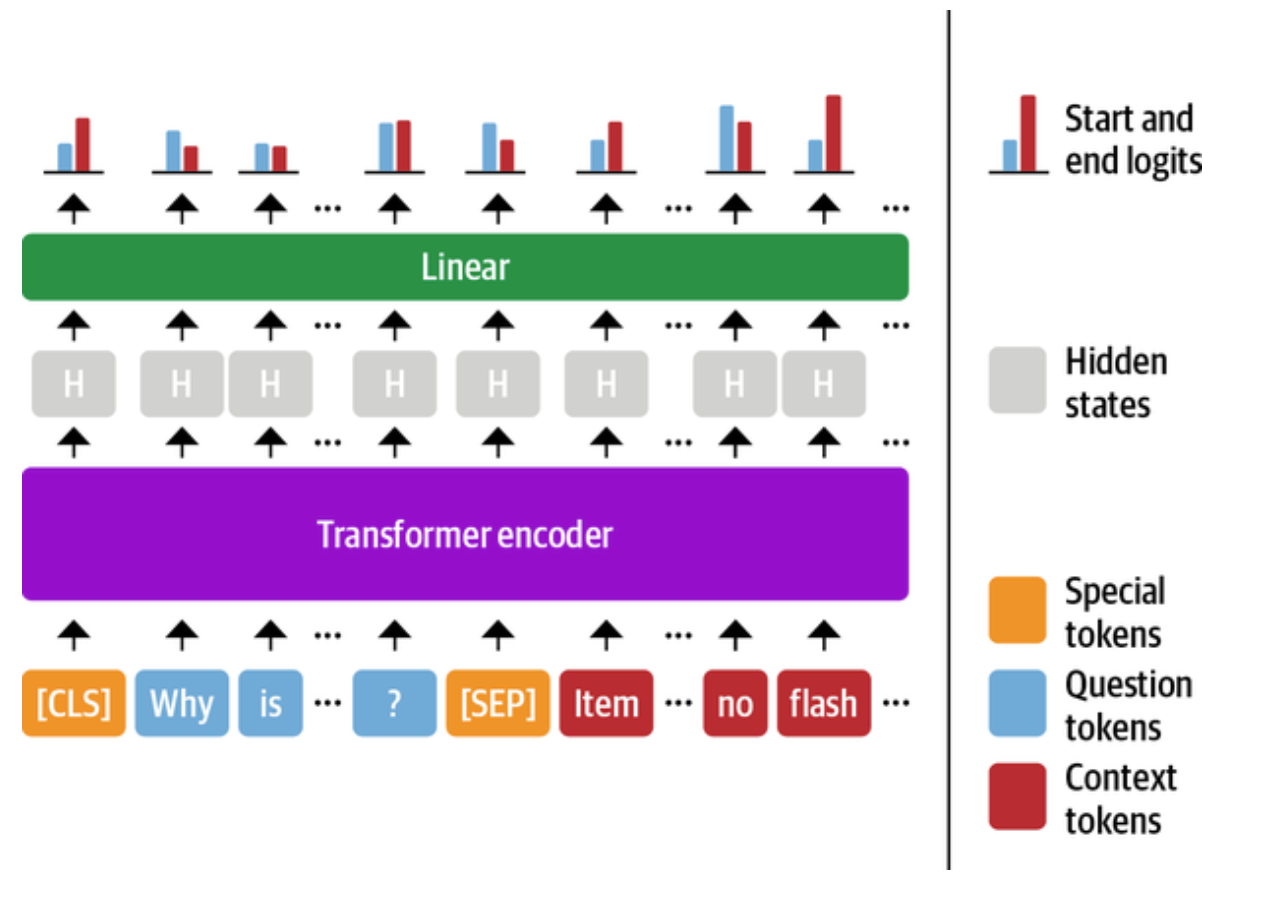 Start and
end logits
... ... ...
Linear
... ... ...
H H H H H H H H
Hidden
states
... ... ...
Transformer encoder
... ...
[CLS] Why is ... ? [SEP] Item ... no flash ...
Special
tokens
Question
tokens
Context
tokens